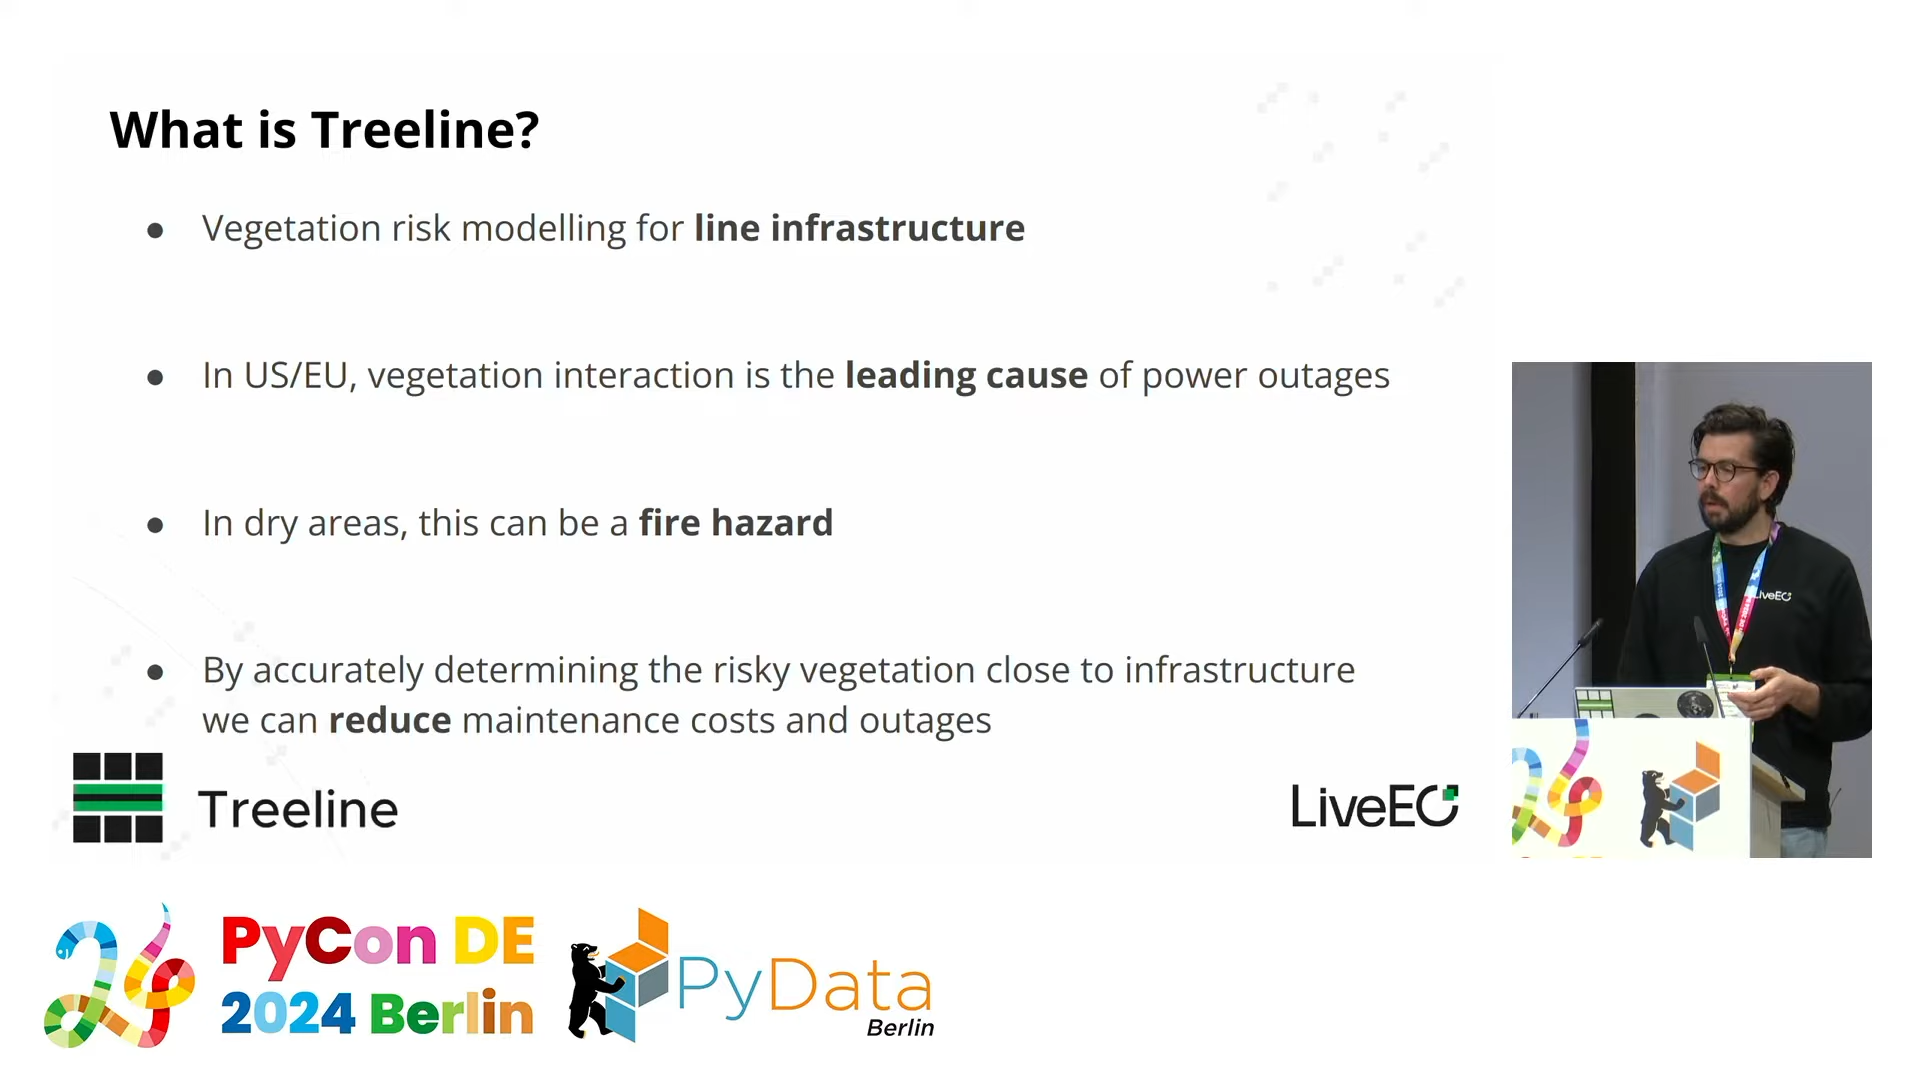 What is Treeline?
● Vegetation risk modelling for line infrastructure
● In US/EU, vegetation interaction is the leading cause of power outages
● In dry areas, this can be a fire hazard
● By accurately determining the risky vegetation close to infrastructure
we can reduce maintenance costs and outages
Treeline
LiveEO
LiveEO
PyCon DE
2024 Berlin
PyData
Berlin